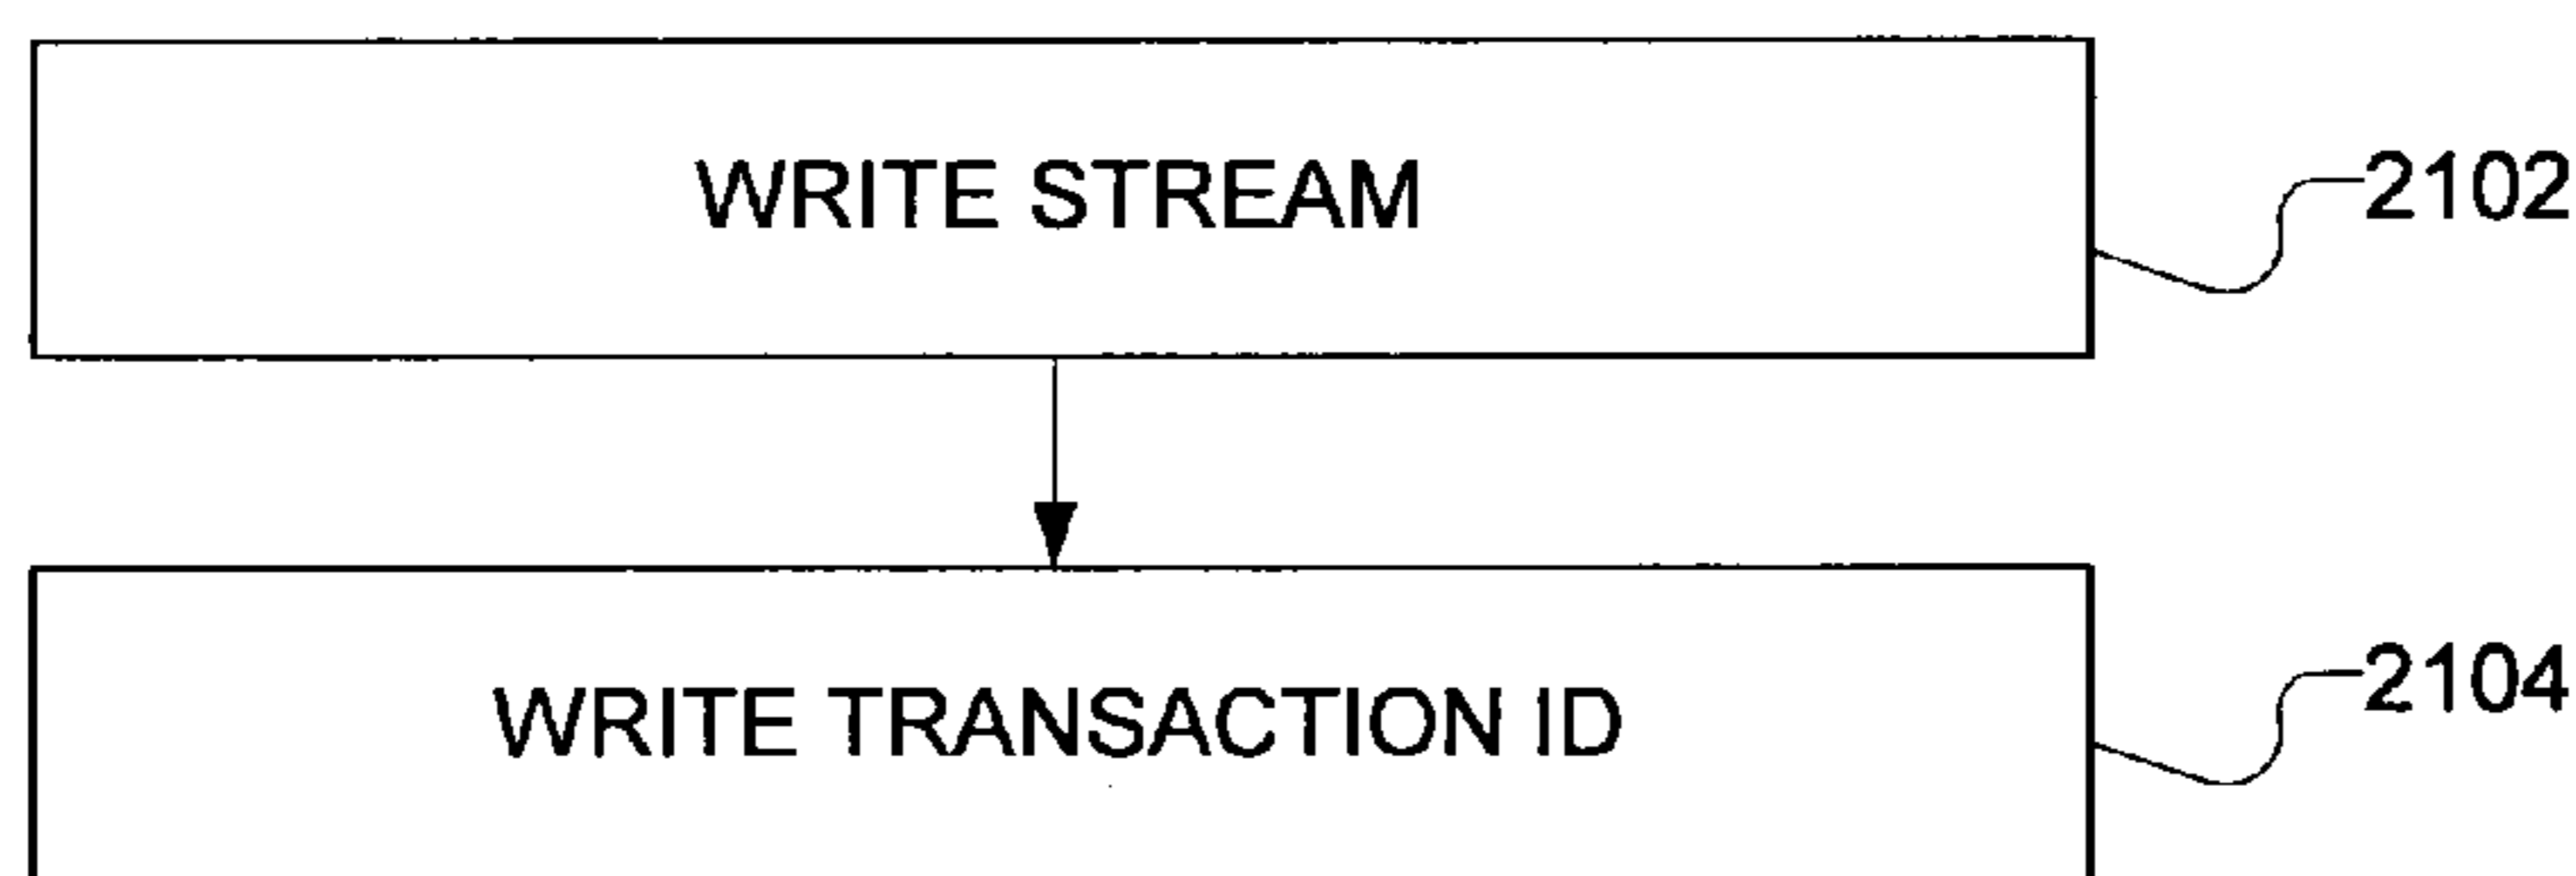 WRITE STREAM
2102
WRITE TRANSACTION ID
2104